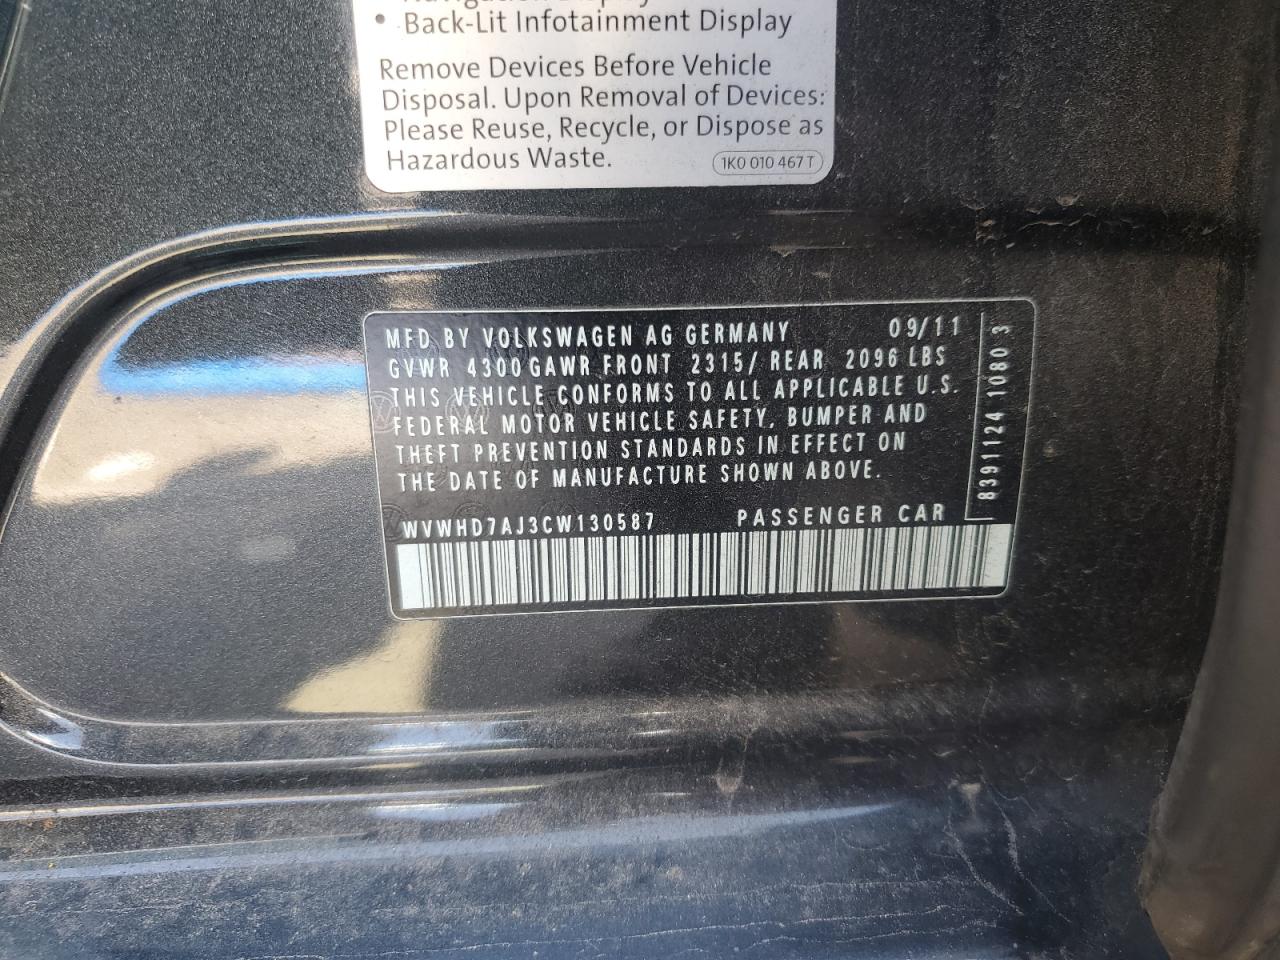 • Back-Lit Infotainment Display
Remove Devices Before Vehicle
Disposal. Upon Removal of Devices:
Please Reuse, Recycle, or Dispose as
Hazardous Waste.
1K0 010 467 T
MFD BY VOLKSWAGEN AG GERMANY 09/11
GVWR 4300 GAWR FRONT 2315/ REAR 2096 LBS
THIS VEHICLE CONFORMS TO ALL APPLICABLE U.S.
FEDERAL MOTOR VEHICLE SAFETY, BUMPER AND
THEFT PREVENTION STANDARDS IN EFFECT ON
THE DATE OF MANUFACTURE SHOWN ABOVE.
WVWHD7AJ3CW130587 PASSENGER CAR
8391124 1080 3